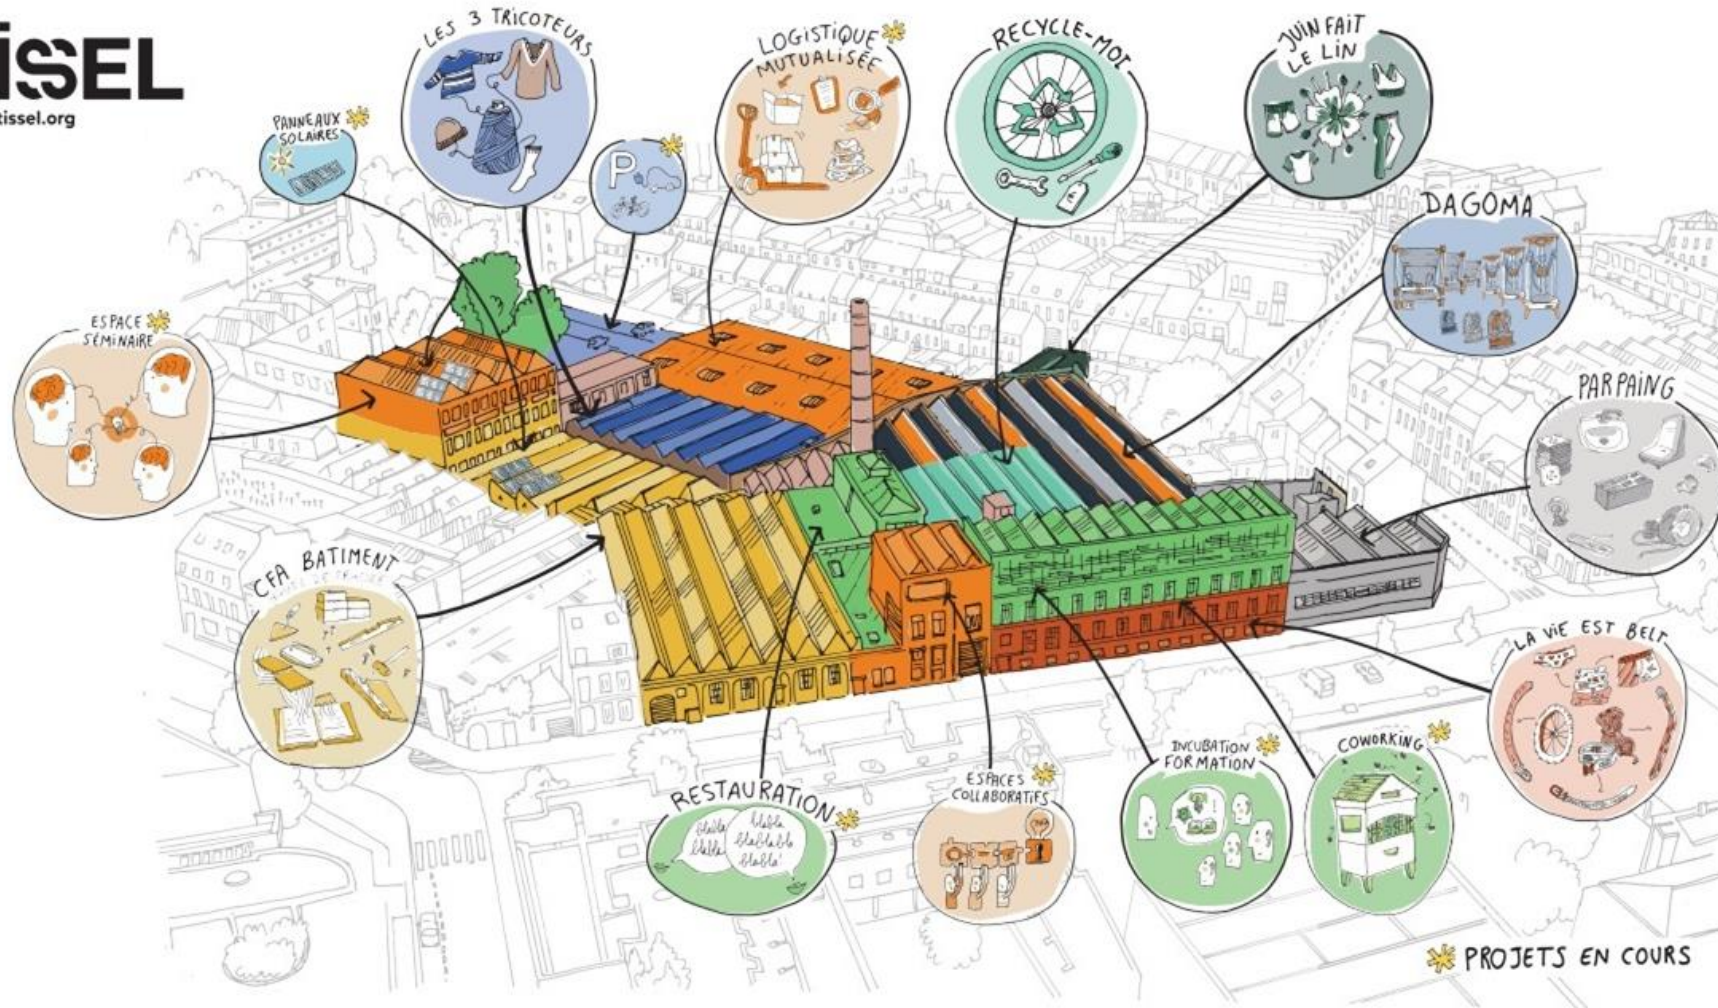 iSSEL
tissel.org
PANNEAUX
SOLAIRES
LES 3 TRICOTEURS
P
LOGISTIQUE
MUTUALISÉE
RECYCLE-MOI
JUIN FAIT
LE LIN
DAGOMA
ESPACE
SÉMINAIRE
PARPAING
CFA BATIMENT
LA VIE EST BELT
RESTAURATION
blabla
blablabla
blabla!
ESPACES
COLLABORATIFS
INCUBATION
FORMATION
COWORKING
PROJETS EN COURS